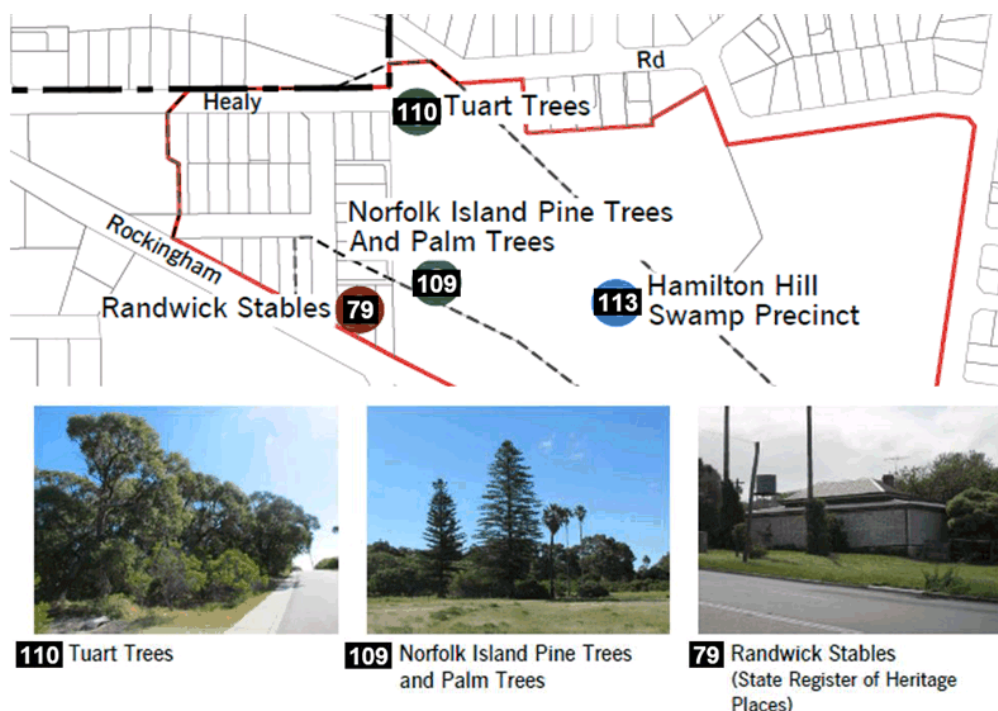 Rd
Healy
110 Tuart Trees
Norfolk Island Pine Trees
And Palm Trees
Rockingham
109
Randwick Stables 79
113 Hamilton Hill
Swamp Precinct
110 Tuart Trees
109 Norfolk Island Pine Trees
and Palm Trees
79 Randwick Stables
(State Register of Heritage
Places)